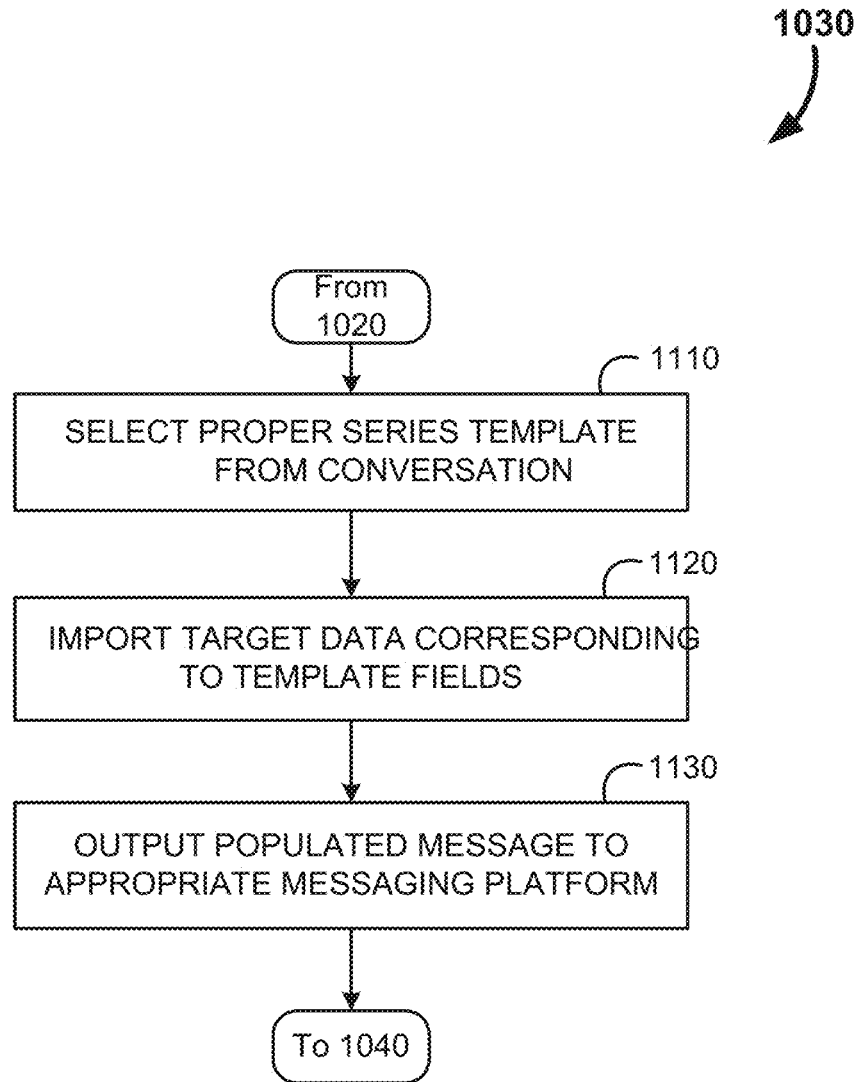 1030
From
1020
1110
SELECT PROPER SERIES TEMPLATE
FROM CONVERSATION
1120
IMPORT TARGET DATA CORRESPONDING
TO TEMPLATE FIELDS
1130
OUTPUT POPULATED MESSAGE TO
APPROPRIATE MESSAGING PLATFORM
To 1040